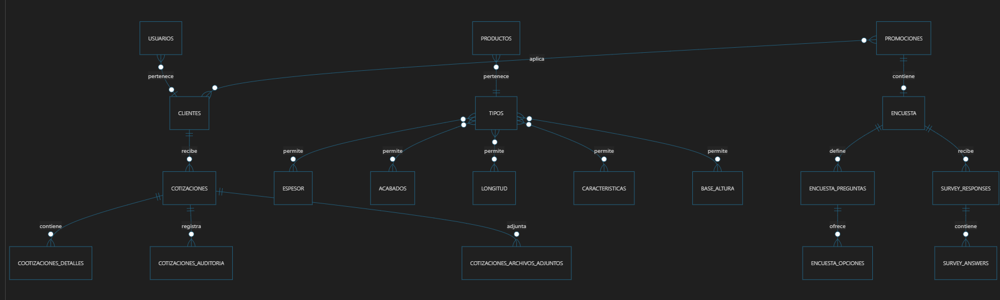 USUARIOS
PRODUCTOS
PROMOCIONES
aplica
pertenece
pertenece
contiene
CLIENTES
TIPOS
ENCUESTA
recibe
permite
permite
permite
permite
permite
define
recibe
COTIZACIONES
ESPESOR
ACABADOS
LONGITUD
CARACTERISTICAS
BASE_ALTURA
ENCUESTA_PREGUNTAS
SURVEY_RESPONSES
contiene
registra
adjunta
ofrece
contiene
COOTIZACIONES_DETALLES
COTIZACIONES_AUDITORIA
COTIZACIONES_ARCHIVOS_ADJUNTOS
ENCUESTA_OPCIONES
SURVEY_ANSWERS